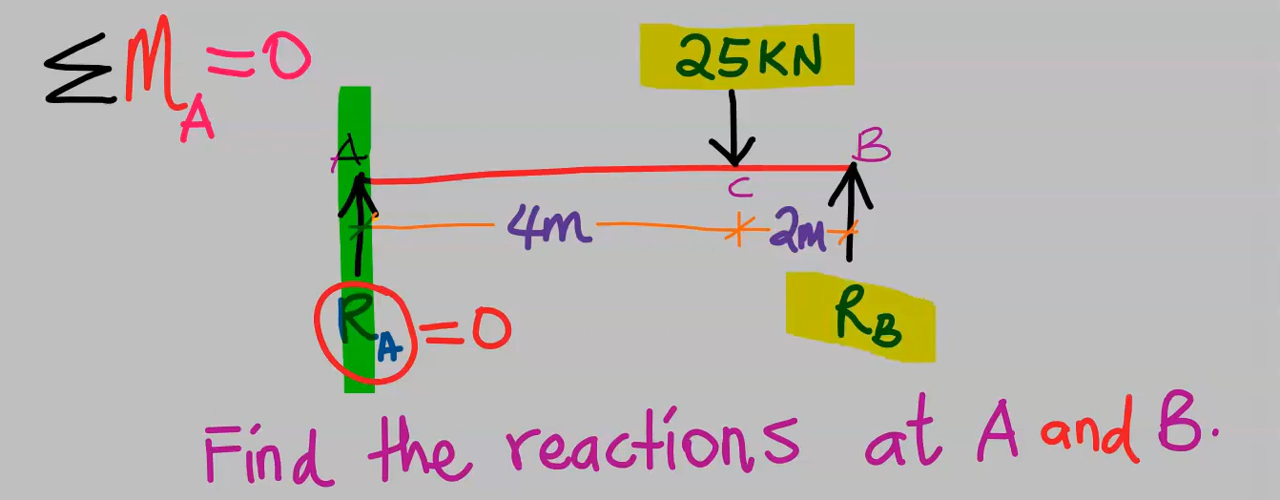 ΣM_A = 0
25KN
A
B
C
4m
2m
R_A = 0
R_B
Find the reactions at A and B.